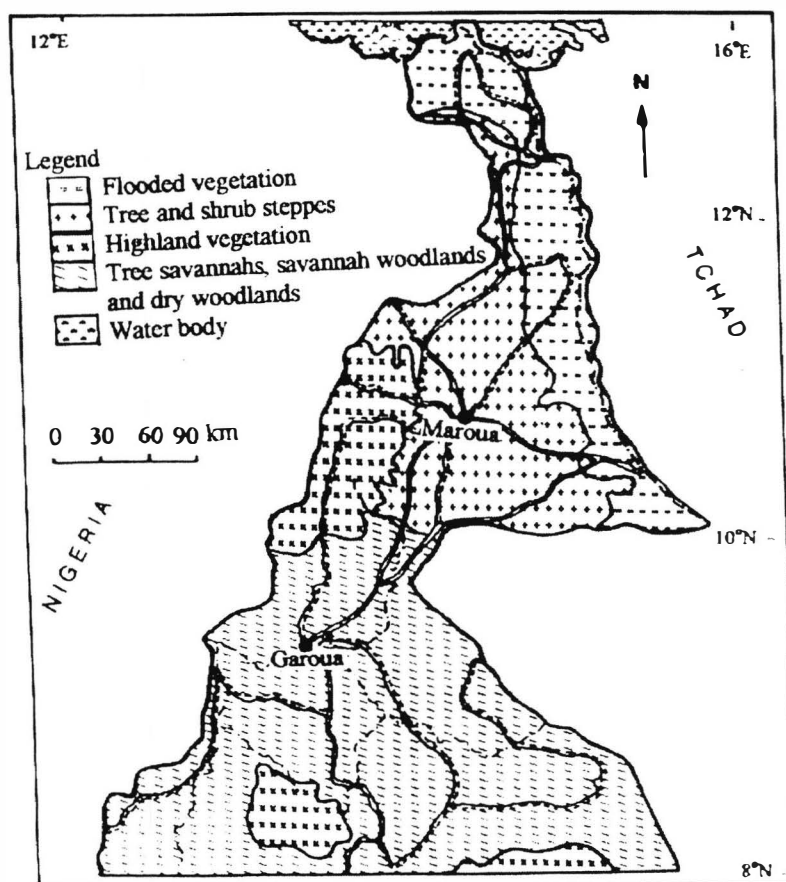 12°E
16°E
N
Legend
Flooded vegetation
Tree and shrub steppes
Highland vegetation
Tree savannahs, savannah woodlands
and dry woodlands
Water body
12°N
TCHAD
0 30 60 90 km
Maroua
NIGERIA
10°N
Garoua
8°N